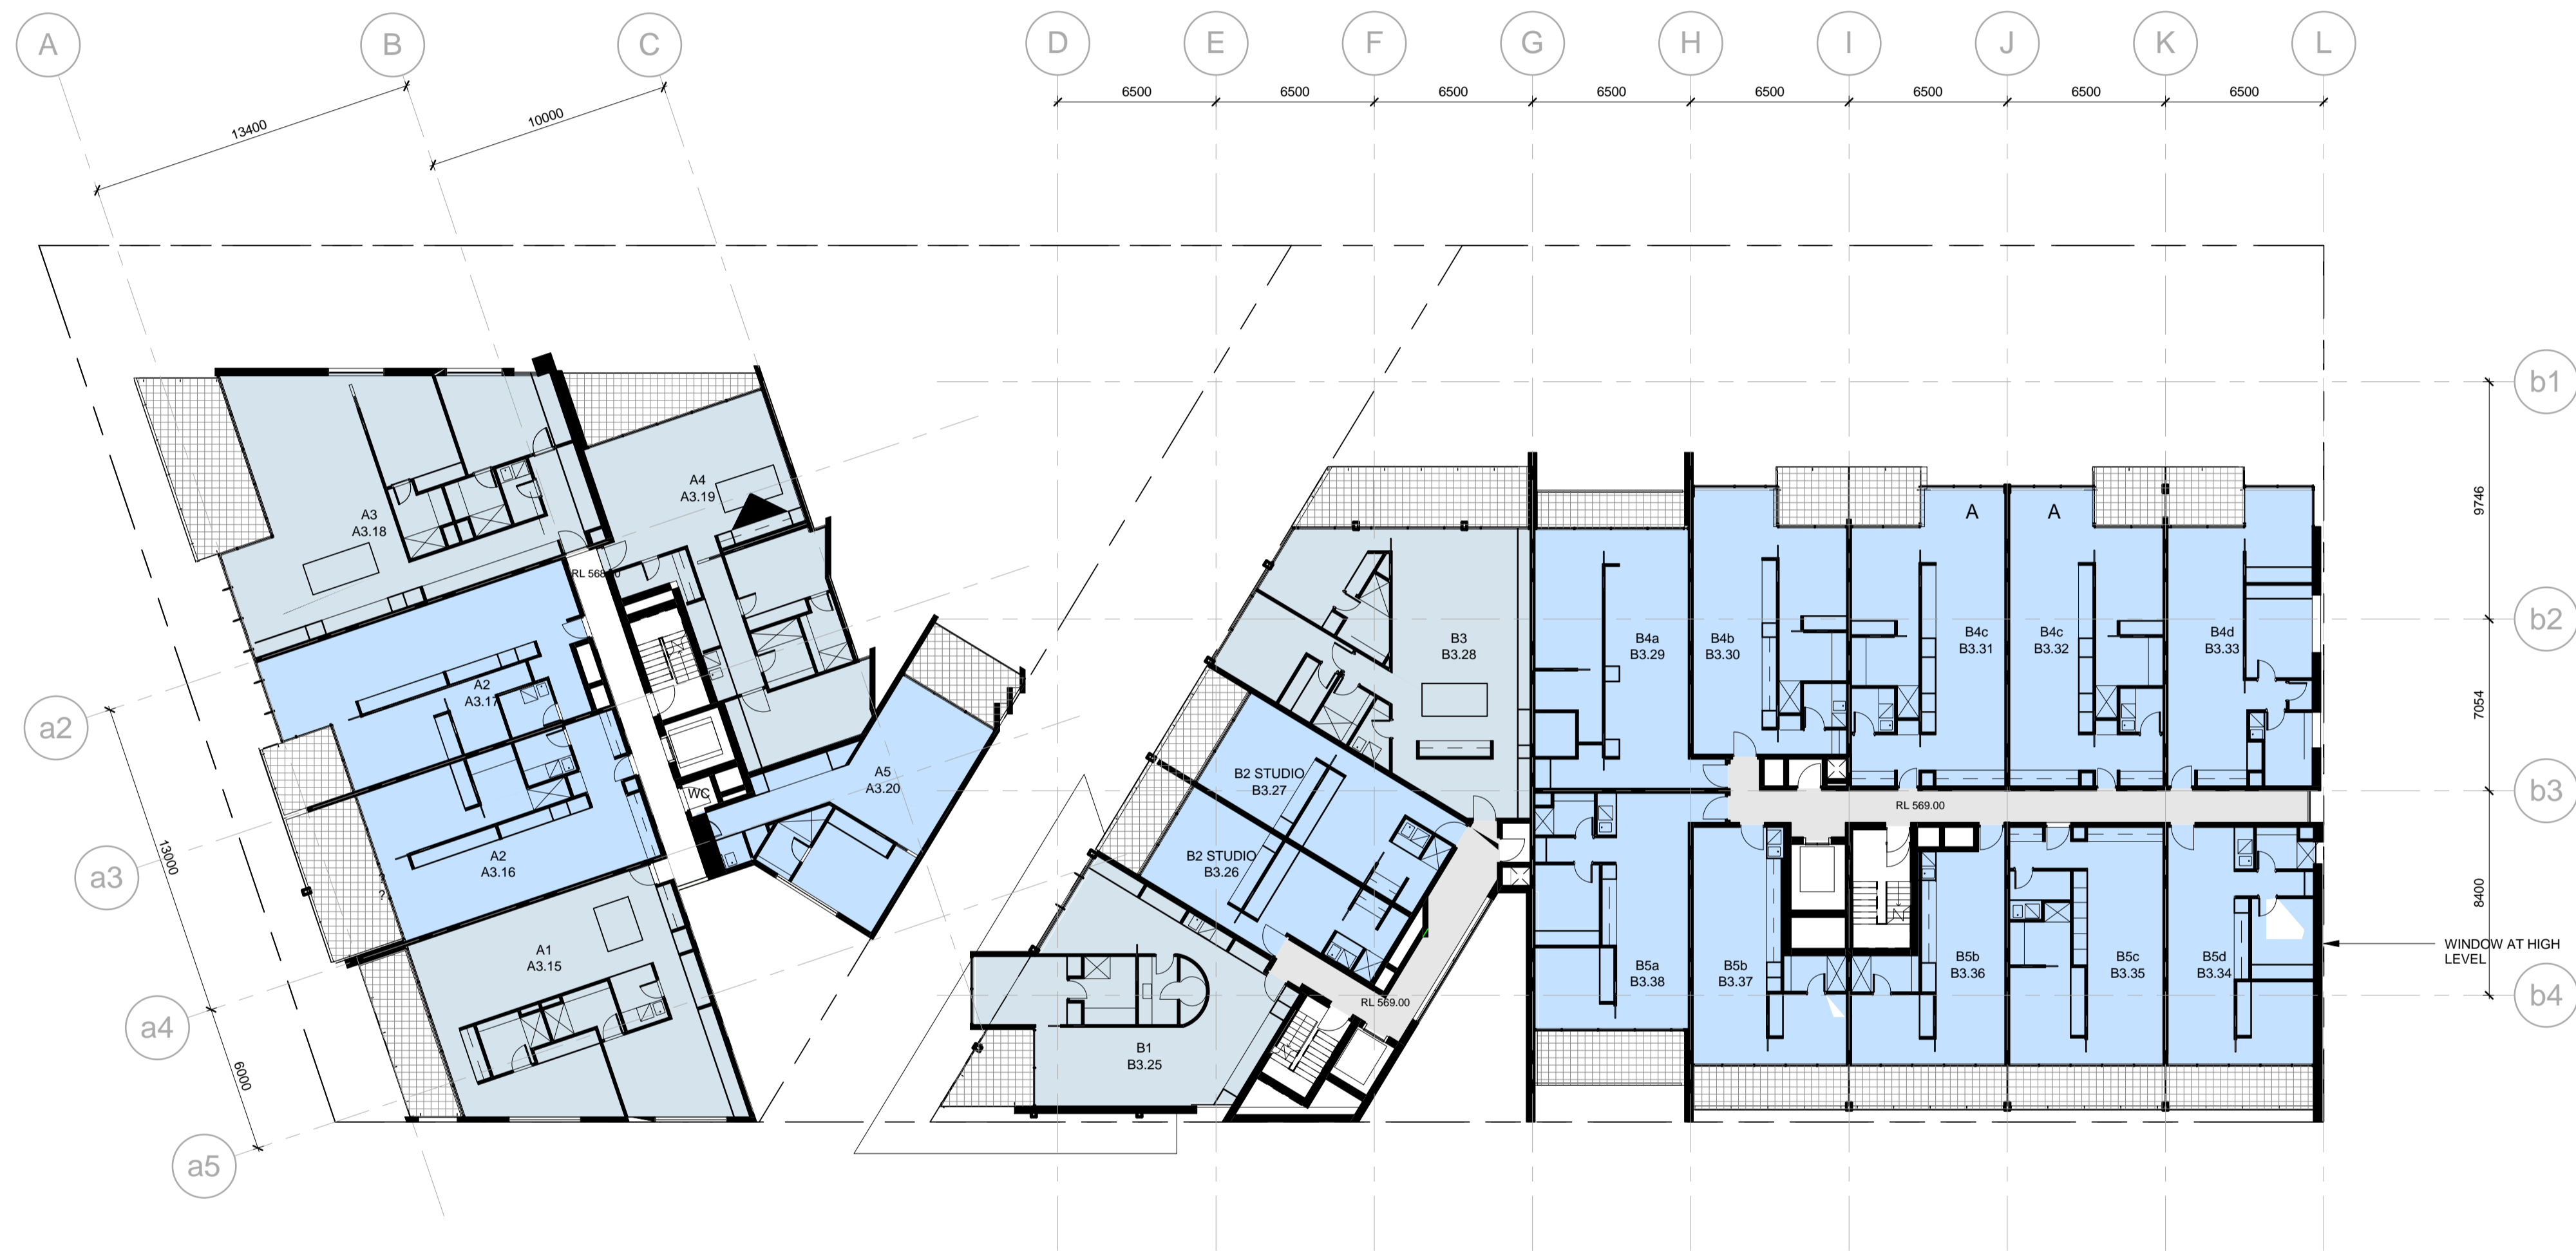 A
B
C
D
E
F
G
H
I
J
K
L
13400
10000
6500
6500
6500
6500
6500
6500
6500
6500
b1
9746
b2
7054
b3
8400
b4
a2
13000
a3
a4
6000
a5
A3
A3.18
A4
A3.19
A2
A3.17
WC
A5
A3.20
A2
A3.16
?
?
A1
A3.15
B3
B3.28
B2 STUDIO
B3.27
B2 STUDIO
B3.26
B1
B3.25
RL 569.00
A
A
B4a
B3.29
B4b
B3.30
B4c
B3.31
B4c
B3.32
B4d
B3.33
RL 569.00
B5a
B3.38
B5b
B3.37
B5b
B3.36
B5c
B3.35
B5d
B3.34
WINDOW AT HIGH
LEVEL